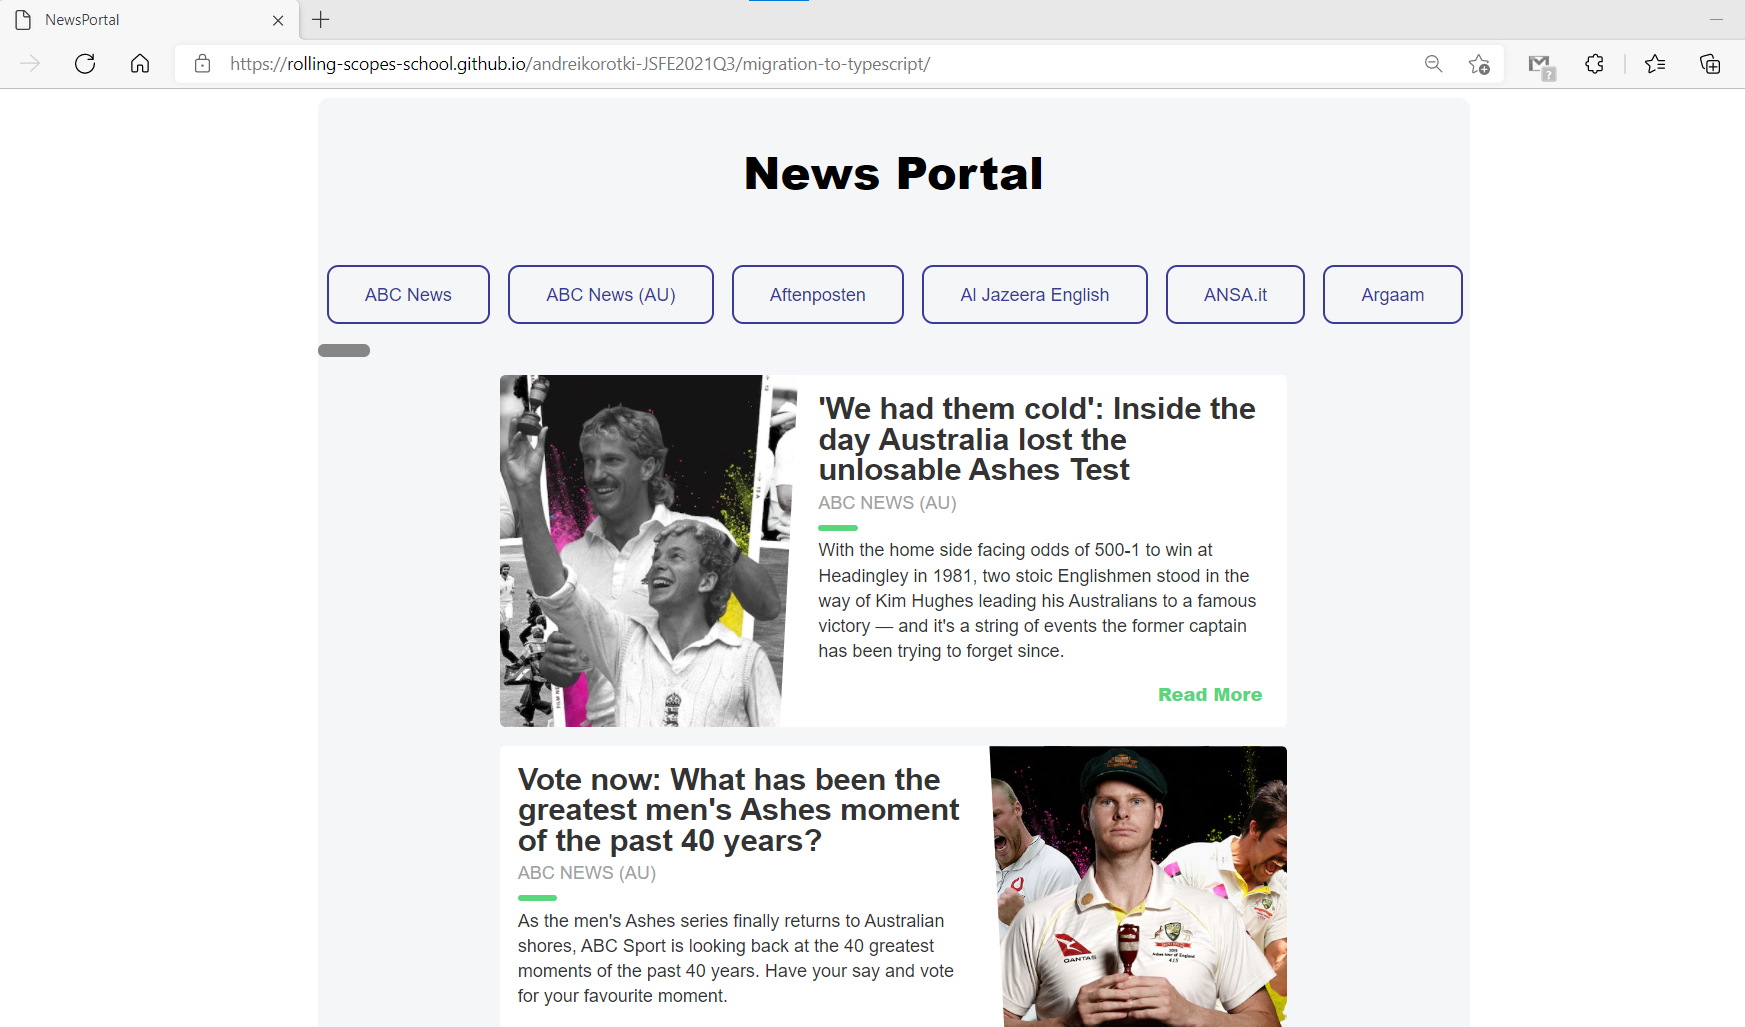 NewsPortal
https://rolling-scopes-school.github.io/andreikorotki-JSFE2021Q3/migration-to-typescript/
News Portal
ABC News
ABC News (AU)
Aftenposten
Al Jazeera English
ANSA.it
Argaam
'We had them cold': Inside the
day Australia lost the
unlosable Ashes Test
ABC NEWS (AU)
With the home side facing odds of 500-1 to win at
Headingley in 1981, two stoic Englishmen stood in the
way of Kim Hughes leading his Australians to a famous
victory — and it's a string of events the former captain
has been trying to forget since.
Read More
Vote now: What has been the
greatest men's Ashes moment
of the past 40 years?
ABC NEWS (AU)
As the men's Ashes series finally returns to Australian
shores, ABC Sport is looking back at the 40 greatest
moments of the past 40 years. Have your say and vote
for your favourite moment.
QANTAS